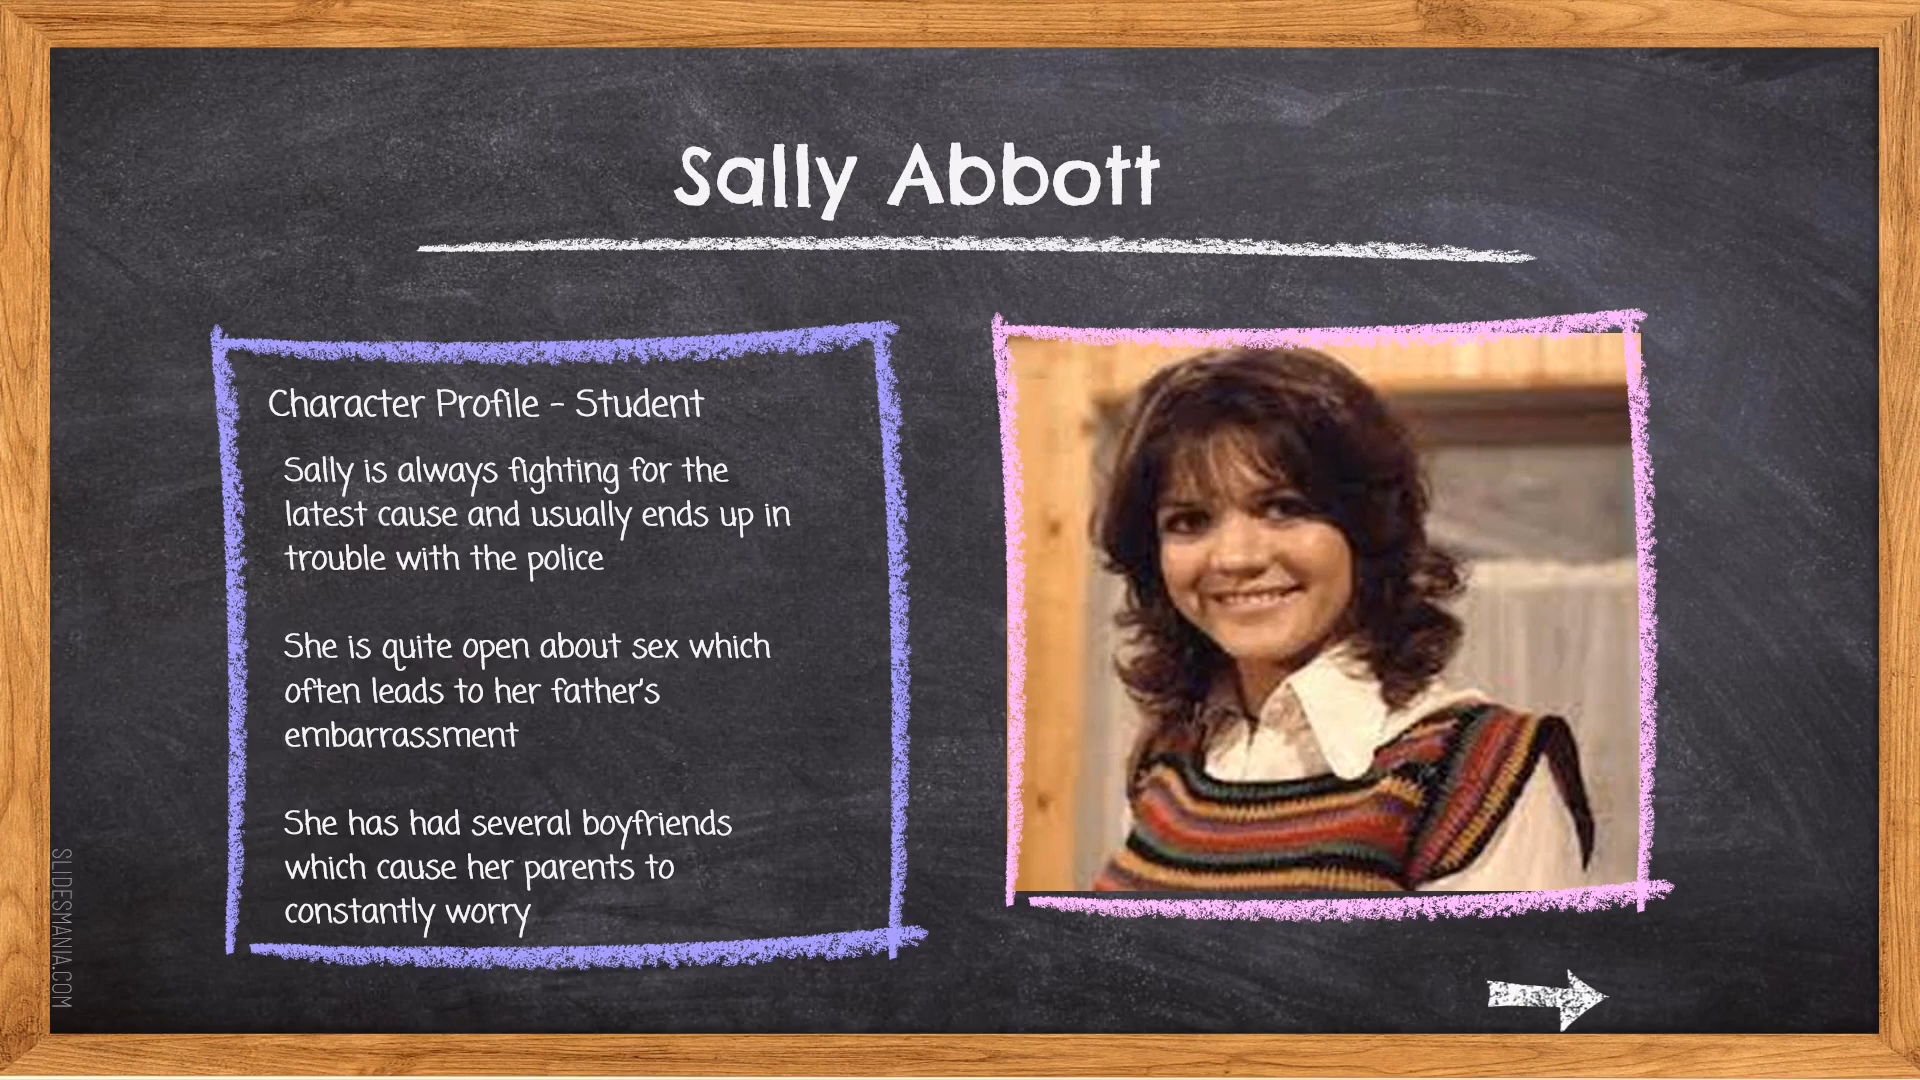 Sally Abbott
Character Profile - Student
Sally is always fighting for the
latest cause and usually ends up in
trouble with the police
She is quite open about sex which
often leads to her father's
embarrassment
She has had several boyfriends
which cause her parents to
constantly worry
SLIDESMANIA.COM